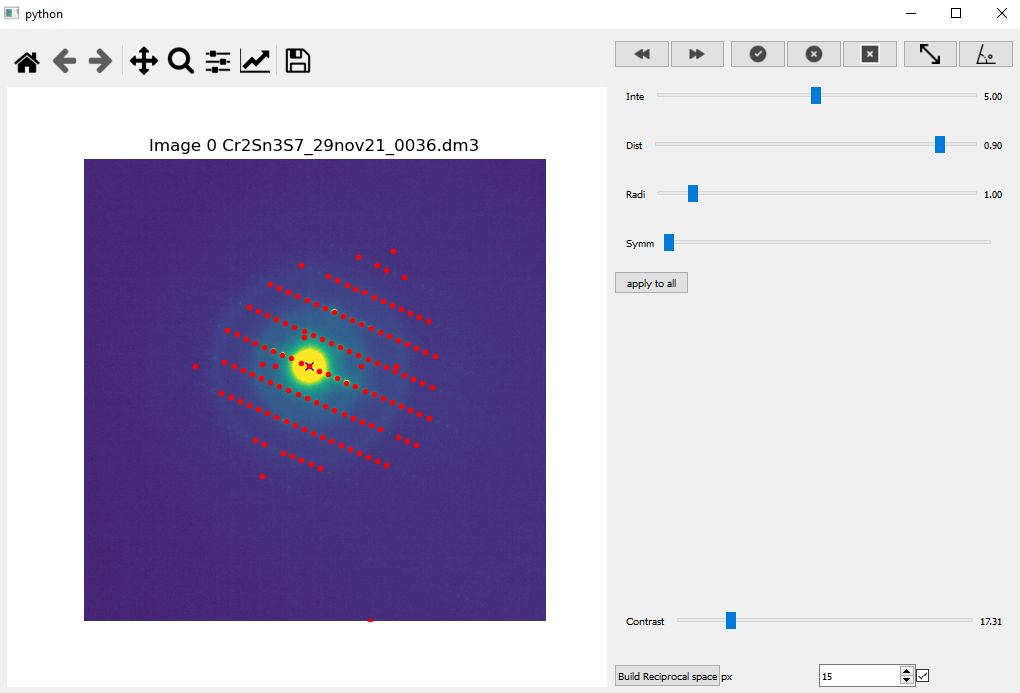 python
Image 0 Cr2Sn3S7_29nov21_0036.dm3
Inte 5.00
Dist 0.90
Radi 1.00
Symm
apply to all
Contrast 17.31
Build Reciprocal space px 15